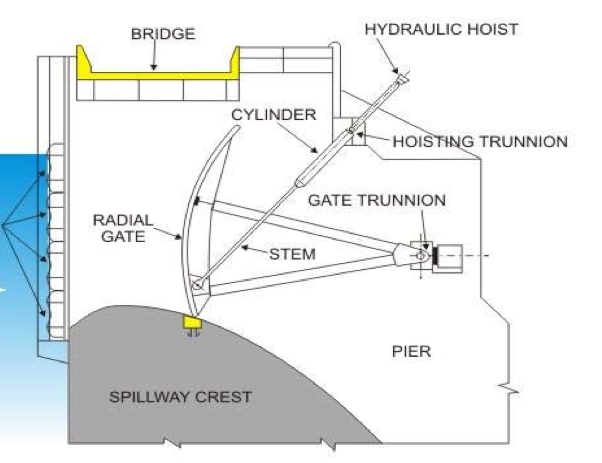 BRIDGE
HYDRAULIC HOIST
CYLINDER
HOISTING TRUNNION
GATE TRUNNION
RADIAL
GATE
STEM
PIER
SPILLWAY CREST